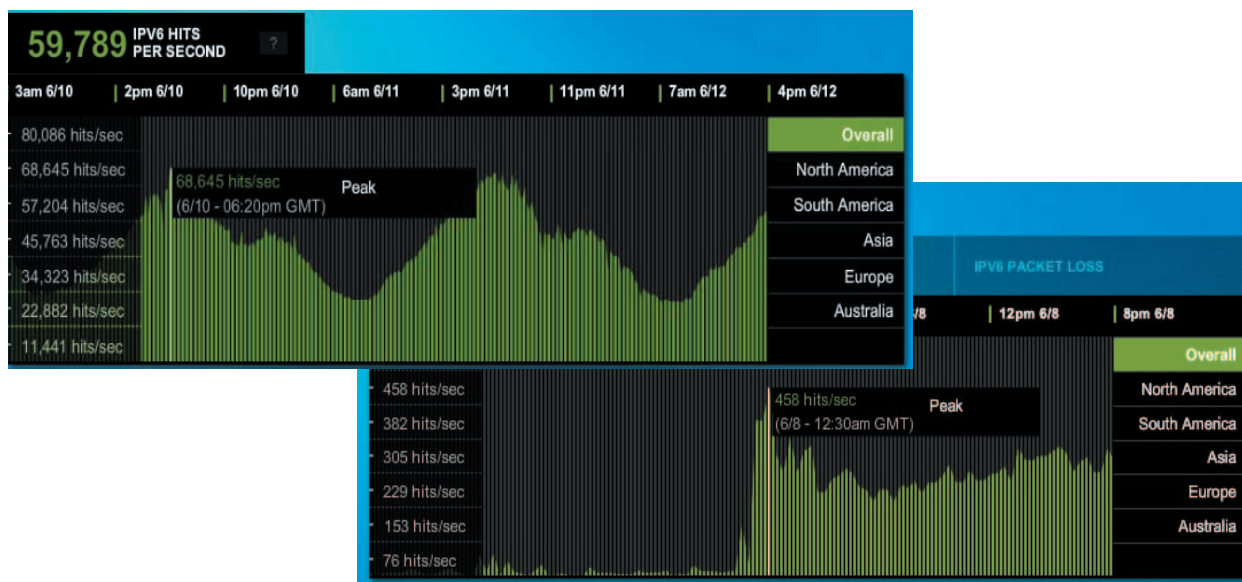 59,789 IPV6 HITS
PER SECOND
?
3am 6/10
2pm 6/10
10pm 6/10
6am 6/11
3pm 6/11
11pm 6/11
7am 6/12
4pm 6/12
80,086 hits/sec
68,645 hits/sec
57,204 hits/sec
45,763 hits/sec
34,323 hits/sec
22,882 hits/sec
11,441 hits/sec
68,645 hits/sec
(6/10 - 06:20pm GMT)
Peak
Overall
North America
South America
Asia
Europe
Australia
IPV6 PACKET LOSS
/8
12pm 6/8
8pm 6/8
458 hits/sec
382 hits/sec
305 hits/sec
229 hits/sec
153 hits/sec
76 hits/sec
458 hits/sec
(6/8 - 12:30am GMT)
Peak
Overall
North America
South America
Asia
Europe
Australia